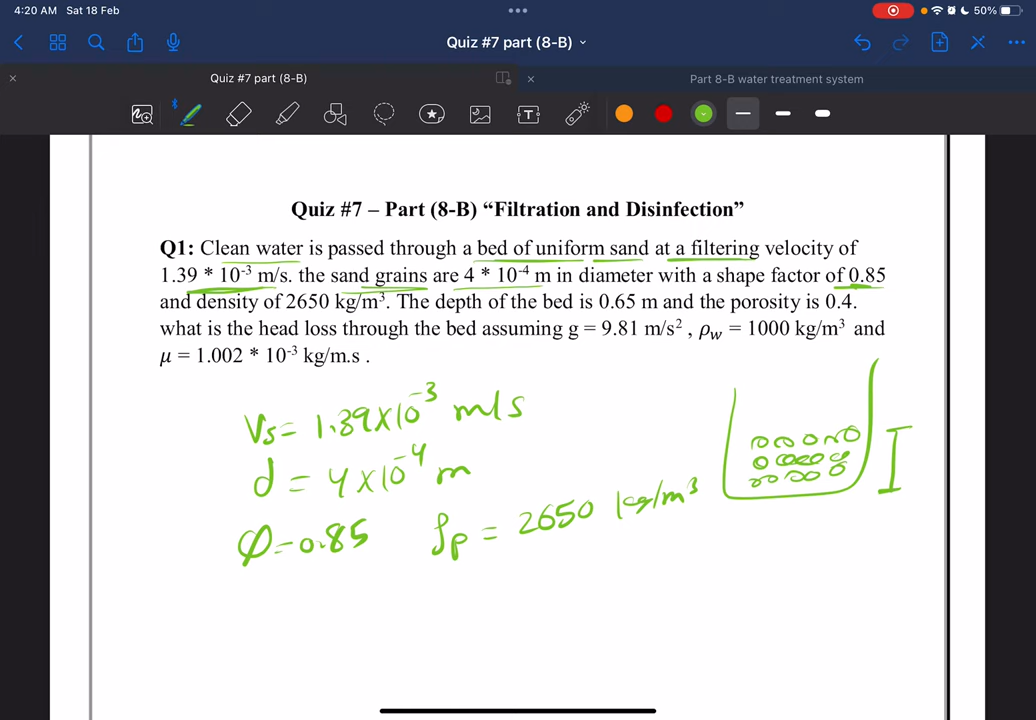 4:20 AM Sat 18 Feb
50%
Quiz #7 part (8-B)
Quiz #7 part (8-B)
Part 8-B water treatment system
T
Quiz #7 – Part (8-B) “Filtration and Disinfection”
Q1: Clean water is passed through a bed of uniform sand at a filtering velocity of
1.39 * 10⁻³ m/s. the sand grains are 4 * 10⁻⁴ m in diameter with a shape factor of 0.85
and density of 2650 kg/m³. The depth of the bed is 0.65 m and the porosity is 0.4.
what is the head loss through the bed assuming g = 9.81 m/s² , ρw = 1000 kg/m³ and
μ = 1.002 * 10⁻³ kg/m.s .
Vs = 1.39×10⁻³ m/s
d = 4×10⁻⁴ m
φ = 0.85 ρp = 2650 kg/m³